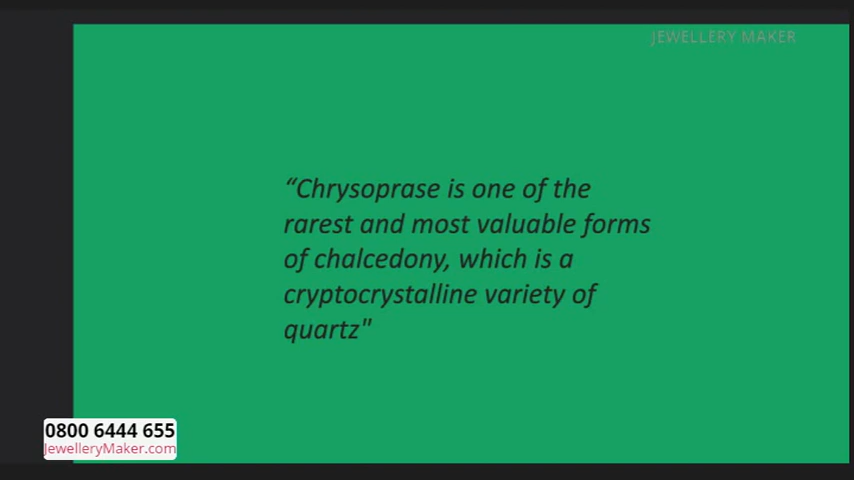 JEWELLERY MAKER
“Chrysoprase is one of the
rarest and most valuable forms
of chalcedony, which is a
cryptocrystalline variety of
quartz"
0800 6444 655
JewelleryMaker.com